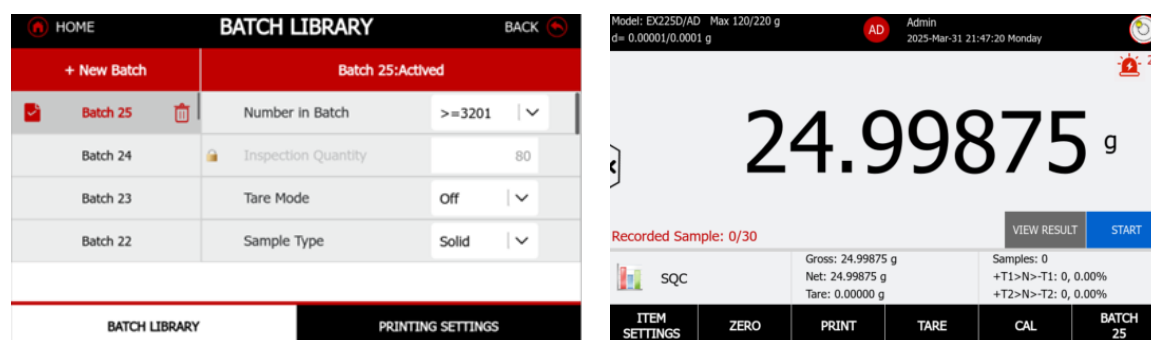 HOME
BATCH LIBRARY
BACK
+ New Batch
Batch 25:Actived
Batch 25
Number in Batch
>=3201
Batch 24
Inspection Quantity
80
Batch 23
Tare Mode
Off
Batch 22
Sample Type
Solid
BATCH LIBRARY
PRINTING SETTINGS
Model: EX225D/AD Max 120/220 g
d= 0.00001/0.0001 g
AD
Admin
2025-Mar-31 21:47:20 Monday
2
24.99875 g
Recorded Sample: 0/30
VIEW RESULT
START
SQC
Gross: 24.99875 g
Net: 24.99875 g
Tare: 0.00000 g
Samples: 0
+T1>N>-T1: 0, 0.00%
+T2>N>-T2: 0, 0.00%
ITEM
SETTINGS
ZERO
PRINT
TARE
CAL
BATCH
25